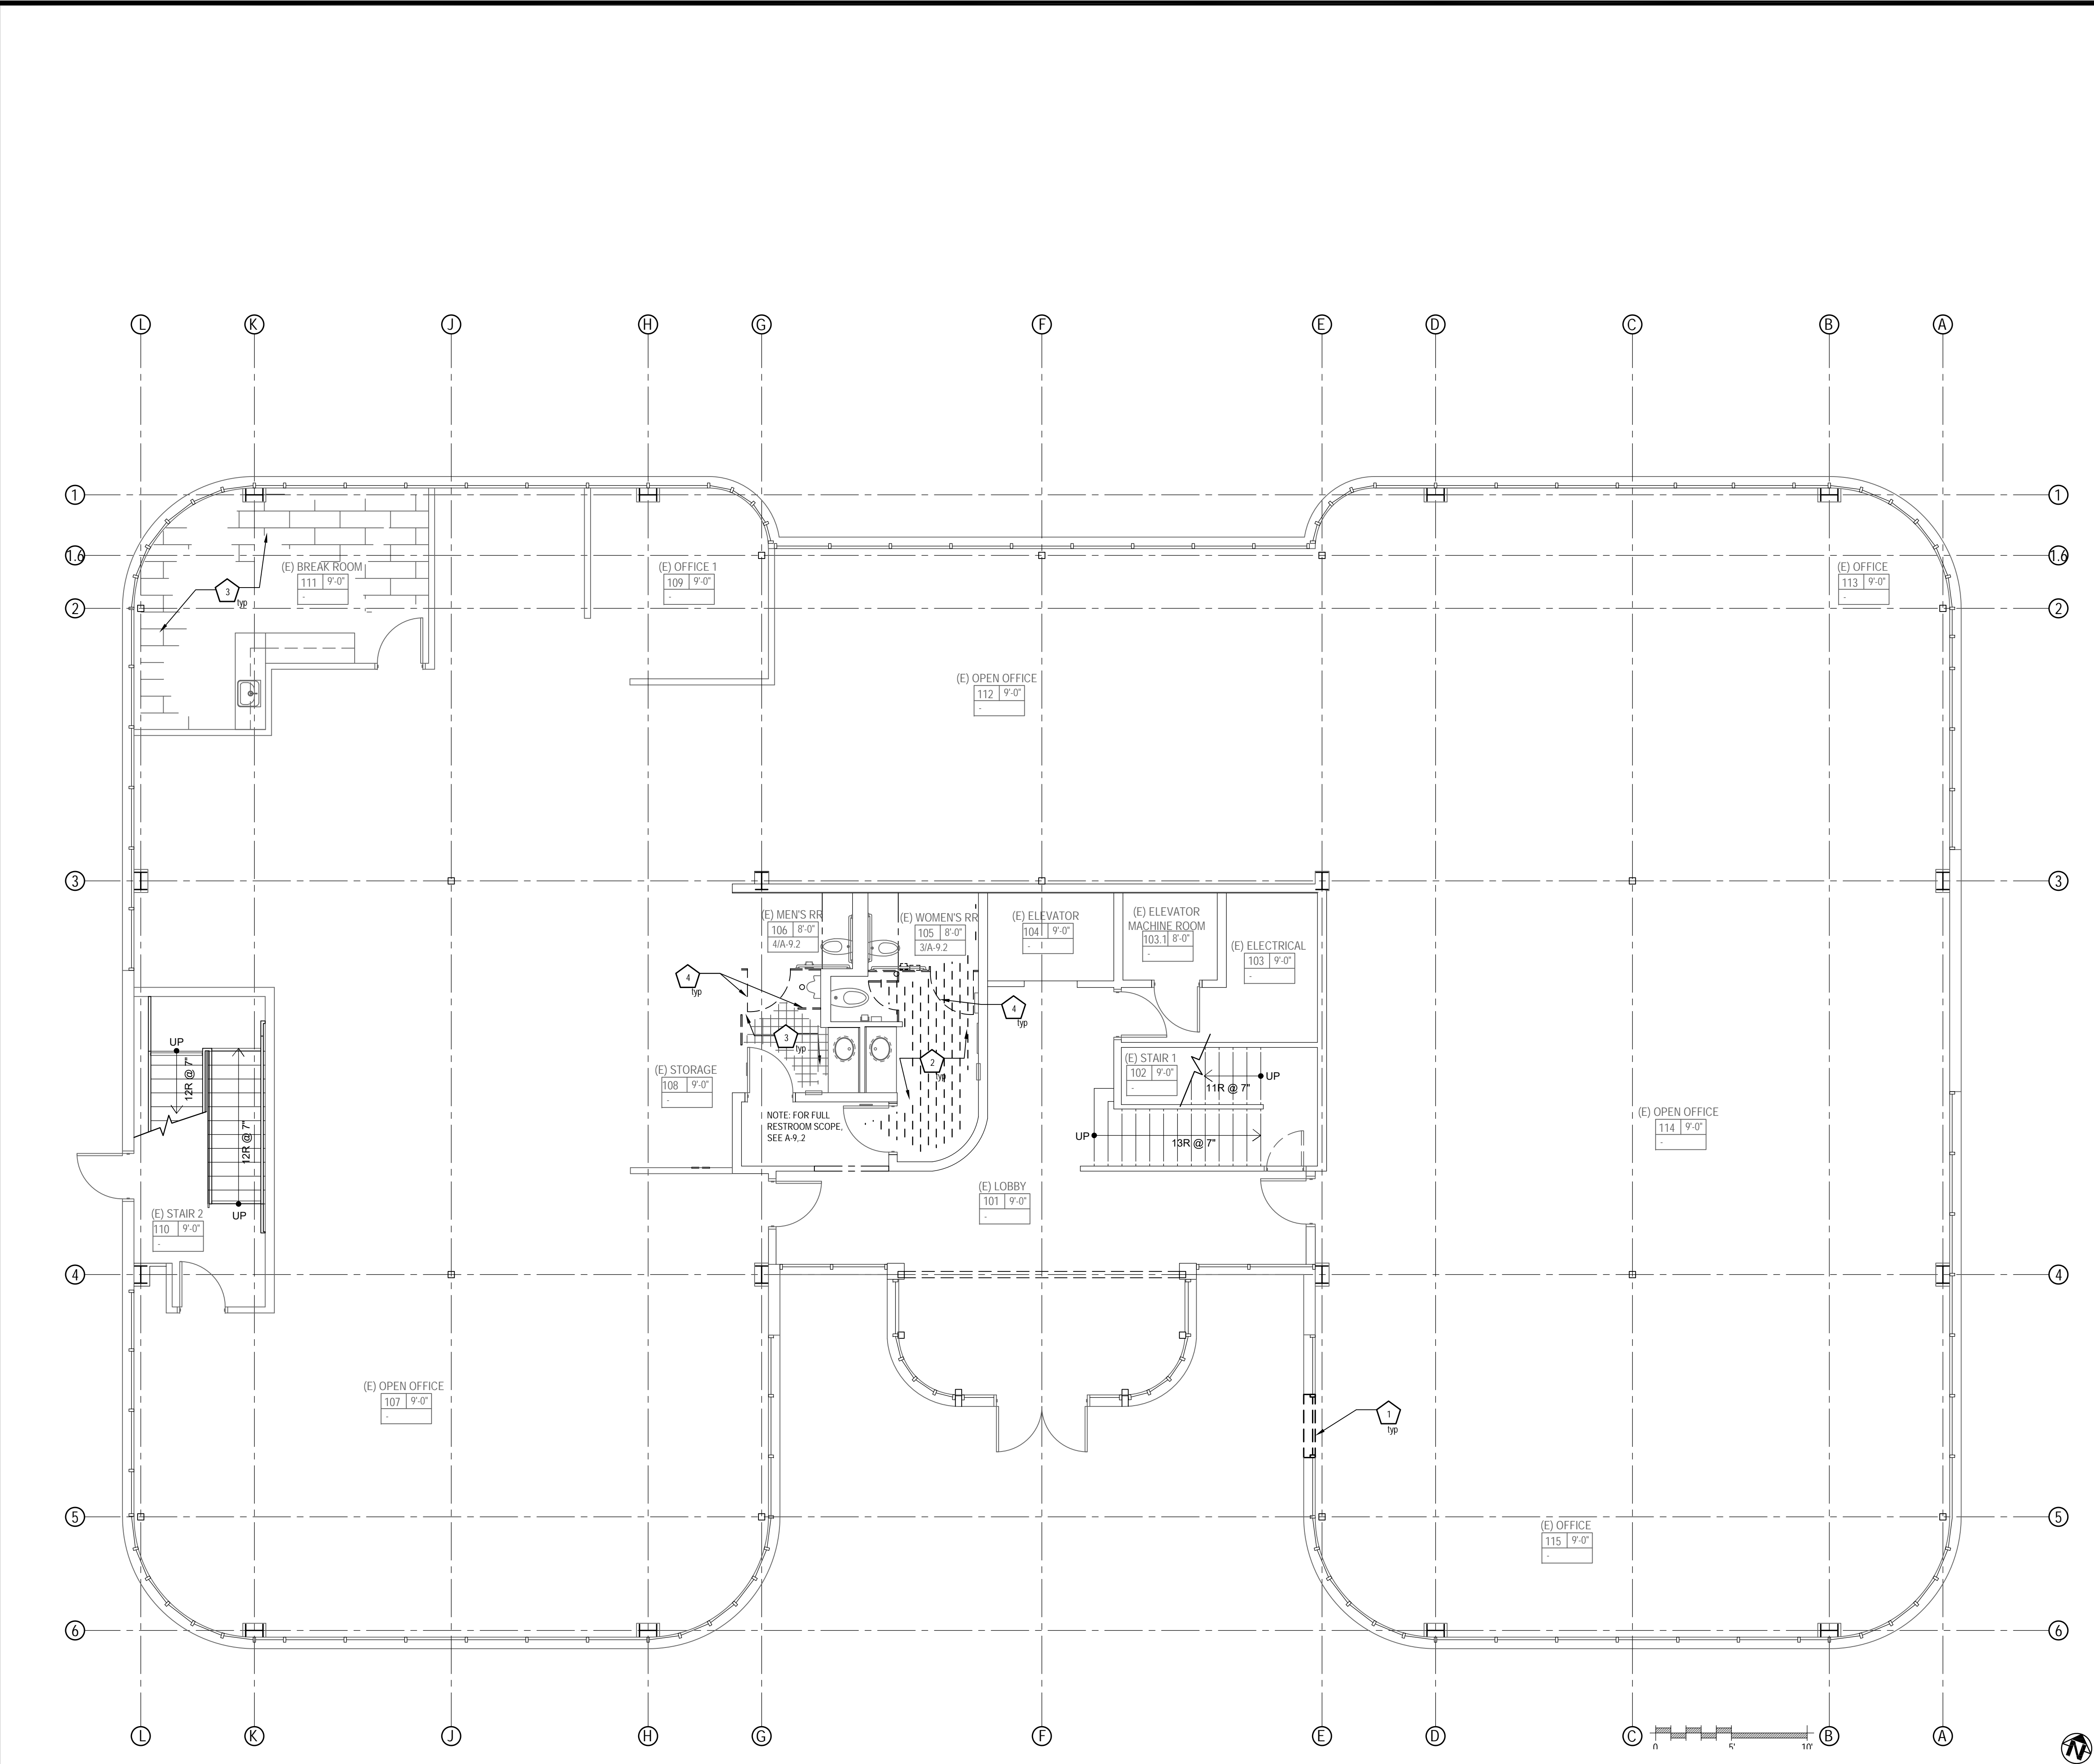 L K J H G F E D C B A
1 1
1.6 1.6
(E) BREAK ROOM
111 9'-0"
-
(E) OFFICE 1
109 9'-0"
-
(E) OFFICE
113 9'-0"
-
3
typ
2 2
(E) OPEN OFFICE
112 9'-0"
-
3 3
(E) MEN'S RR
106 8'-0"
4/A-9.2
(E) WOMEN'S RR
105 8'-0"
3/A-9.2
(E) ELEVATOR
104 9'-0"
-
(E) ELEVATOR
MACHINE ROOM
103.1 8'-0"
-
(E) ELECTRICAL
103 9'-0"
-
4
typ
4
typ
3
typ
2
typ
UP
12R @ 7"
12R @ 7"
UP
(E) STORAGE
108 9'-0"
-
(E) STAIR 1
102 9'-0"
-
UP
11R @ 7"
UP
13R @ 7"
NOTE: FOR FULL
RESTROOM SCOPE,
SEE A-9,.2
(E) OPEN OFFICE
114 9'-0"
-
(E) LOBBY
101 9'-0"
-
(E) STAIR 2
110 9'-0"
-
4 4
(E) OPEN OFFICE
107 9'-0"
-
1
typ
5 5
(E) OFFICE
115 9'-0"
-
6 6
L K J H G F E D C B A
0 5' 10'
N